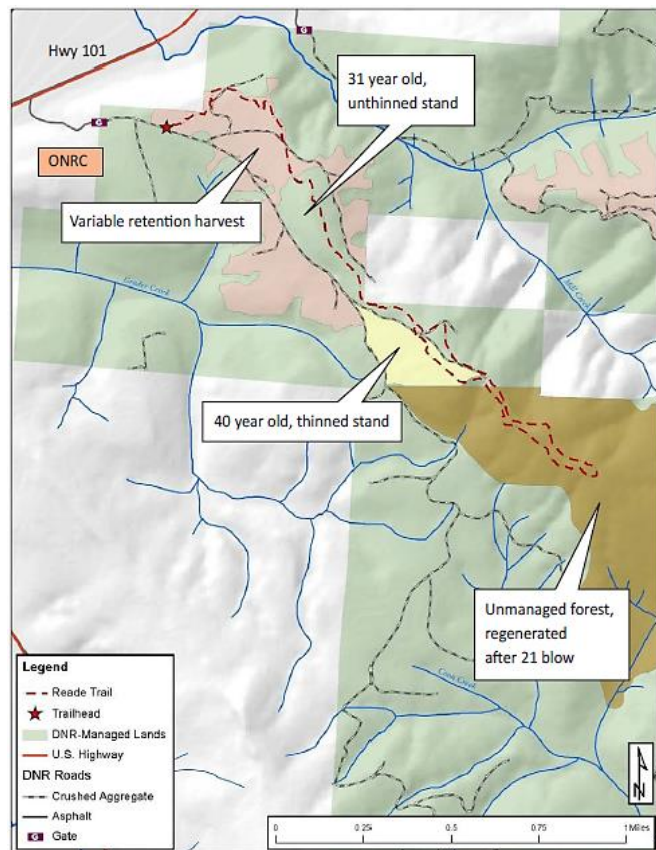 G
Hwy 101
31 year old,
unthinned stand
G
ONRC
Variable retention harvest
Mill Creek
40 year old, thinned stand
Unmanaged forest,
regenerated
after 21 blow
Legend
Reade Trail
Trailhead
DNR-Managed Lands
U.S. Highway
DNR Roads
Crushed Aggregate
Asphalt
G Gate
N
0 0.25 0.5 0.75 1 Miles